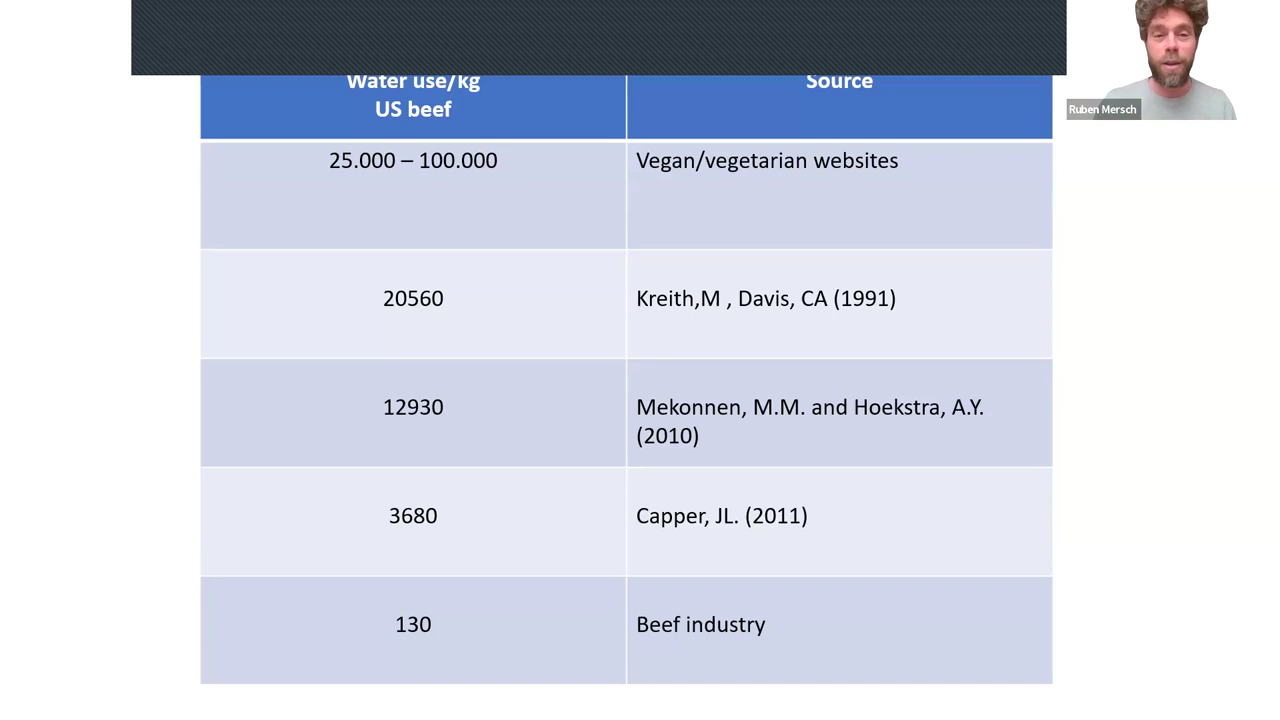 Water use/kg
US beef
Source
25.000 – 100.000
Vegan/vegetarian websites
20560
Kreith,M , Davis, CA (1991)
12930
Mekonnen, M.M. and Hoekstra, A.Y.
(2010)
3680
Capper, JL. (2011)
130
Beef industry
Ruben Mersch